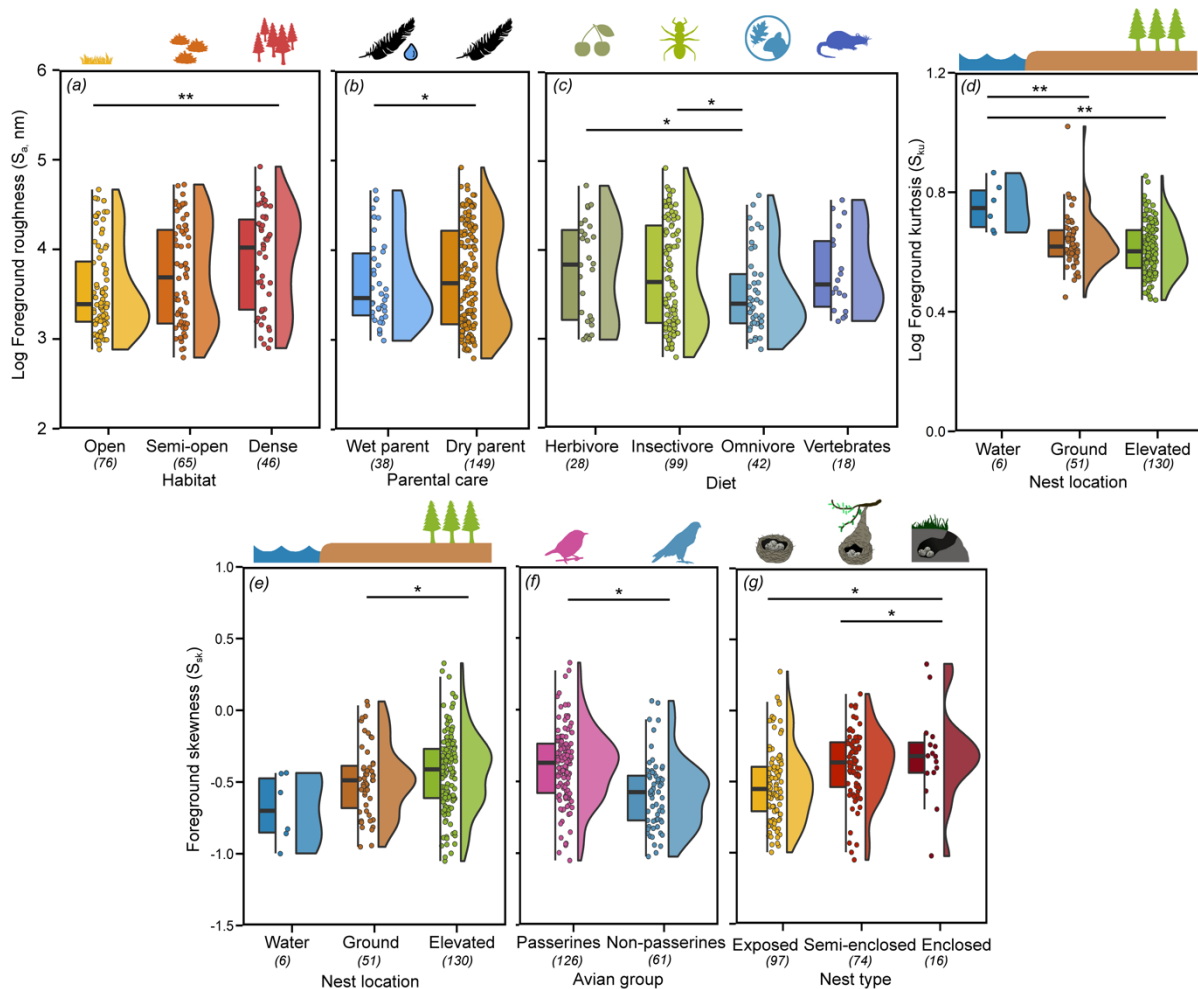 (a)
**
Log Foreground roughness (Sa, nm)
6
5
4
3
2
Open Semi-open Dense
(76) (65) (46)
Habitat
(b)
*
Wet parent Dry parent
(38) (149)
Parental care
(c)
*
*
Herbivore Insectivore Omnivore Vertebrates
(28) (99) (42) (18)
Diet
(d)
**
**
Log Foreground kurtosis (Sku)
1.2
0.8
0.4
0.0
Water Ground Elevated
(6) (51) (130)
Nest location
(e)
*
Foreground skewness (Ssk)
1.0
0.5
0.0
-0.5
-1.0
-1.5
Water Ground Elevated
(6) (51) (130)
Nest location
(f)
*
Passerines Non-passerines
(126) (61)
Avian group
(g)
*
*
Exposed Semi-enclosed Enclosed
(97) (74) (16)
Nest type